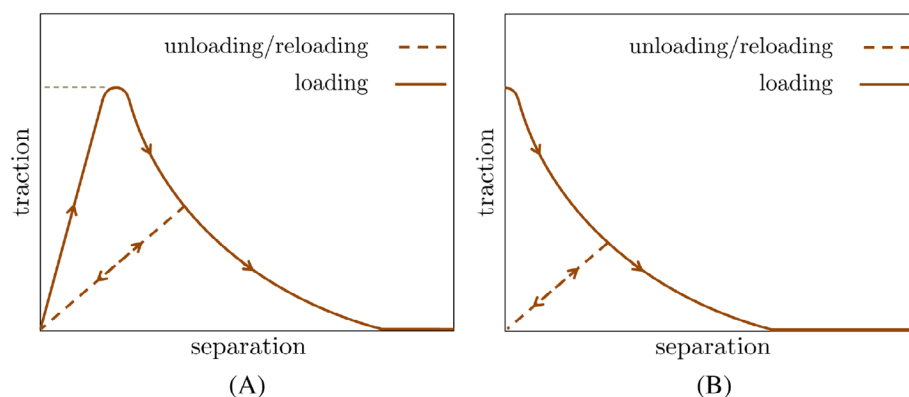 unloading/reloading
loading
traction
separation
(A)
unloading/reloading
loading
traction
separation
(B)